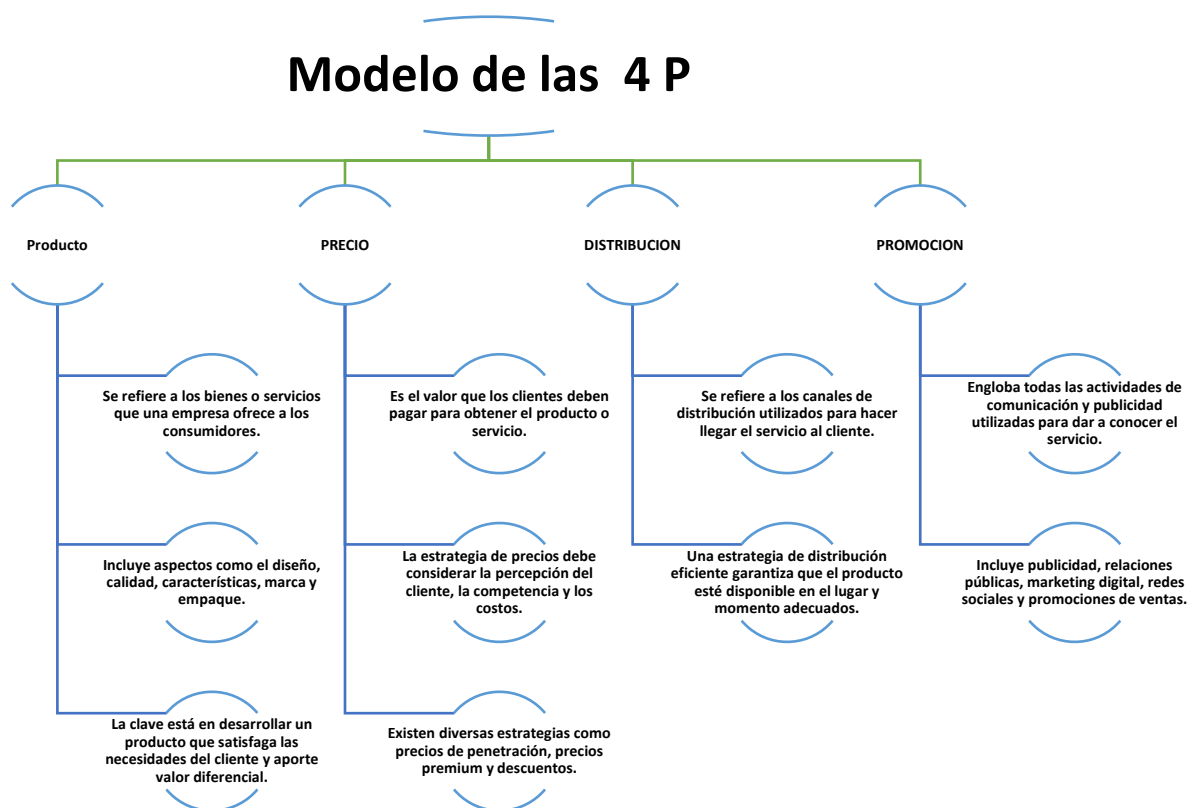 Modelo de las  4 P
Producto
PRECIO
DISTRIBUCION
PROMOCION
Se refiere a los bienes o servicios
que una empresa ofrece a los
consumidores.
Es el valor que los clientes deben
pagar para obtener el producto o
servicio.
Se refiere a los canales de
distribución utilizados para hacer
llegar el servicio al cliente.
Engloba todas las actividades de
comunicación y publicidad
utilizadas para dar a conocer el
servicio.
Incluye aspectos como el diseño,
calidad, características, marca y
empaque.
La estrategia de precios debe
considerar la percepción del
cliente, la competencia y los
costos.
Una estrategia de distribución
eficiente garantiza que el producto
esté disponible en el lugar y
momento adecuados.
Incluye publicidad, relaciones
públicas, marketing digital, redes
sociales y promociones de ventas.
La clave está en desarrollar un
producto que satisfaga las
necesidades del cliente y aporte
valor diferencial.
Existen diversas estrategias como
precios de penetración, precios
premium y descuentos.